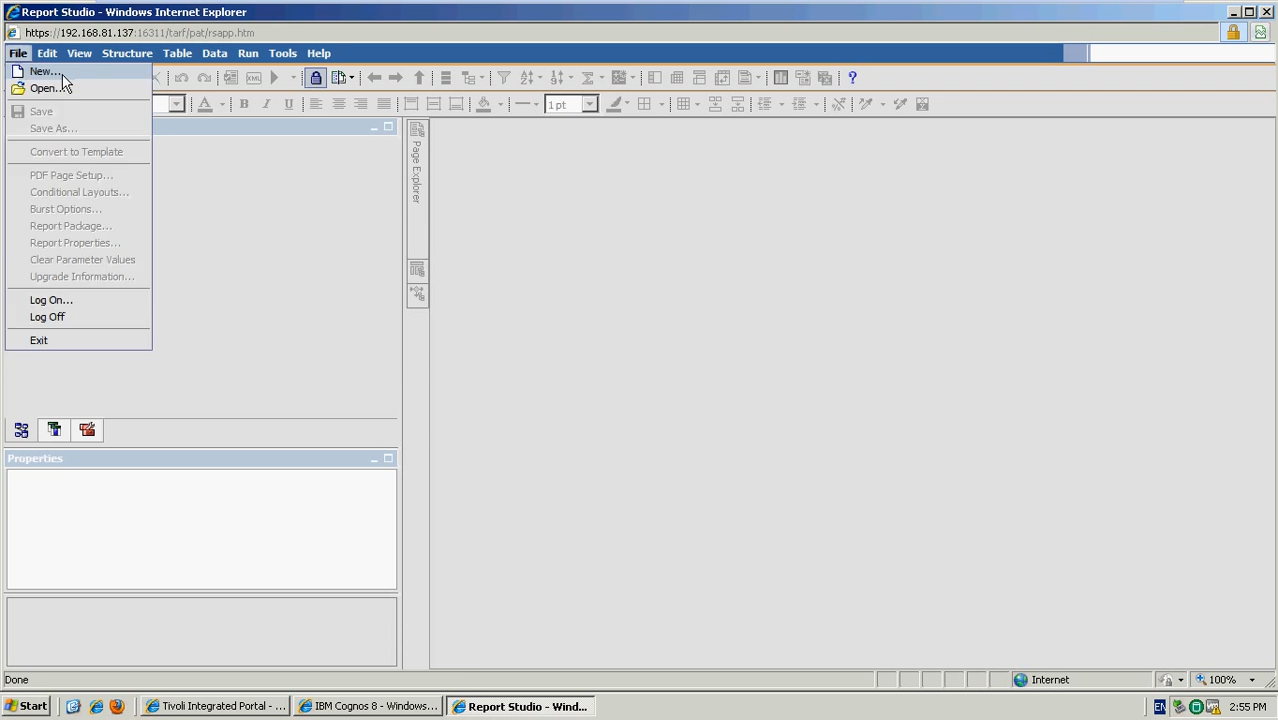 Report Studio - Windows Internet Explorer
https://192.168.81.137:16311/tarf/pat/rsapp.htm
File Edit View Structure Table Data Run Tools Help
New...
Open...
1 pt
Save
Save As...
Convert to Template
PDF Page Setup...
Conditional Layouts...
Burst Options...
Report Package...
Report Properties...
Clear Parameter Values
Upgrade Information...
Log On...
Log Off
Exit
Page Explorer
Properties
Done
Internet
100%
Start
Tivoli Integrated Portal - ...
IBM Cognos 8 - Windows...
Report Studio - Wind...
EN
2:55 PM